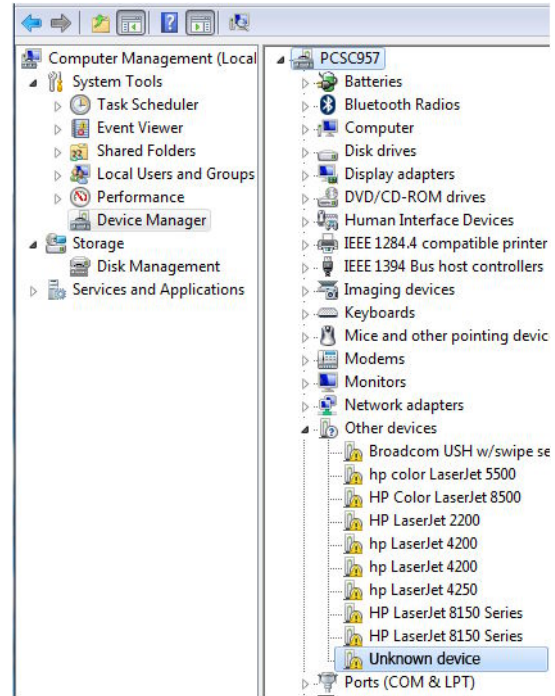 Computer Management (Local
System Tools
Task Scheduler
Event Viewer
Shared Folders
Local Users and Groups
Performance
Device Manager
Storage
Disk Management
Services and Applications
PCSC957
Batteries
Bluetooth Radios
Computer
Disk drives
Display adapters
DVD/CD-ROM drives
Human Interface Devices
IEEE 1284.4 compatible printer
IEEE 1394 Bus host controllers
Imaging devices
Keyboards
Mice and other pointing devic
Modems
Monitors
Network adapters
Other devices
Broadcom USH w/swipe se
hp color LaserJet 5500
HP Color LaserJet 8500
HP LaserJet 2200
hp LaserJet 4200
hp LaserJet 4200
hp LaserJet 4250
HP LaserJet 8150 Series
HP LaserJet 8150 Series
Unknown device
Ports (COM & LPT)